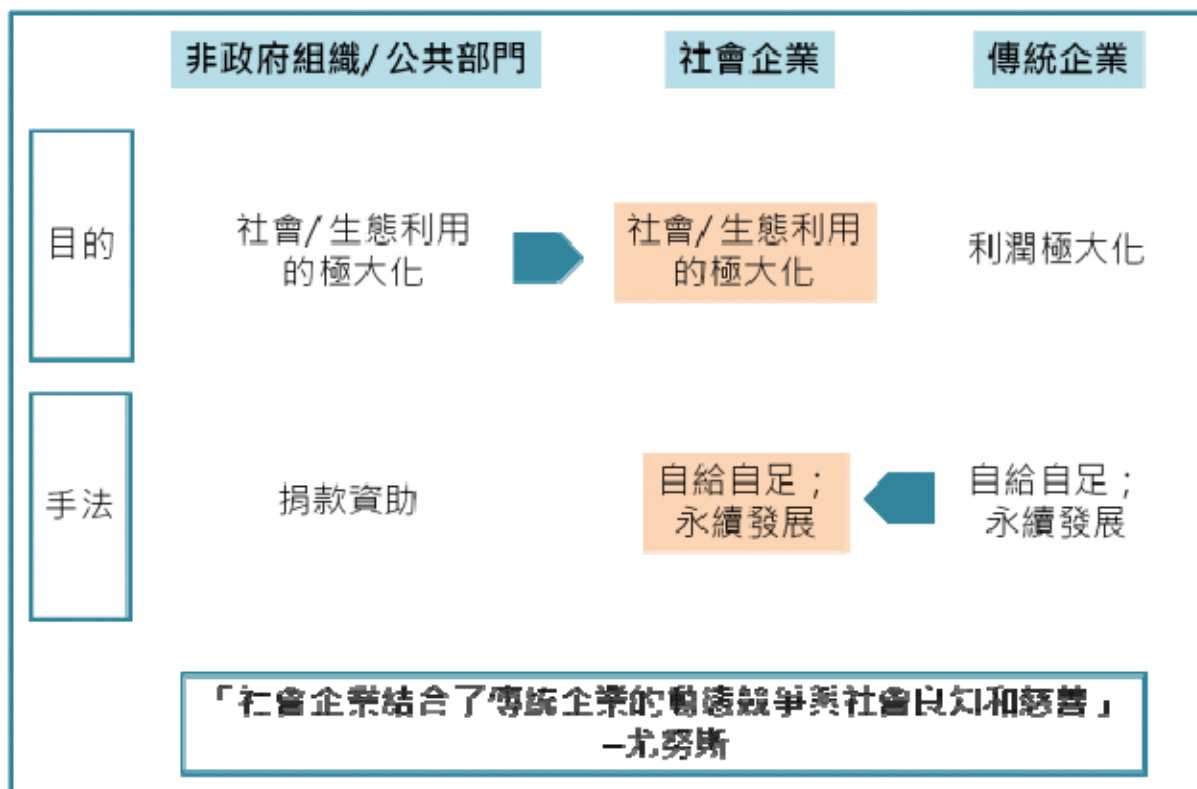 非政府組織/公共部門
社會企業
傳統企業
目的
社會/生態利用
的極大化
社會/生態利用
的極大化
利潤極大化
手法
捐款資助
自給自足；
永續發展
自給自足；
永續發展
「社會企業結合了傳統企業的動態競爭與社會良知和慈善」
–尤努斯